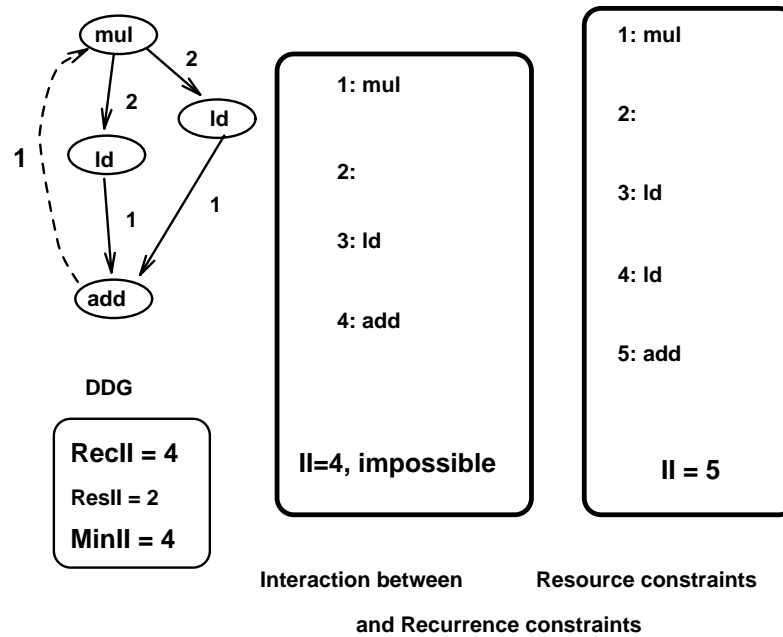 mul
2
2
ld
ld
1
1
1
add
DDG
RecII = 4
ResII = 2
MinII = 4
1: mul
2:
3: ld
4: add
II=4, impossible
1: mul
2:
3: ld
4: ld
5: add
II = 5
Interaction between Resource constraints
and Recurrence constraints